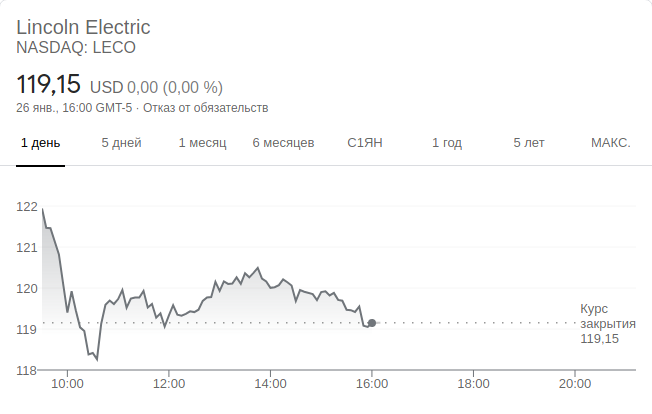 Lincoln Electric
NASDAQ: LECO
119,15 USD 0,00 (0,00 %)
26 янв., 16:00 GMT-5 · Отказ от обязательств
1 день 5 дней 1 месяц 6 месяцев С1ЯН 1 год 5 лет МАКС.
122
121
120
119
118
Курс
закрытия
119,15
10:00 12:00 14:00 16:00 18:00 20:00